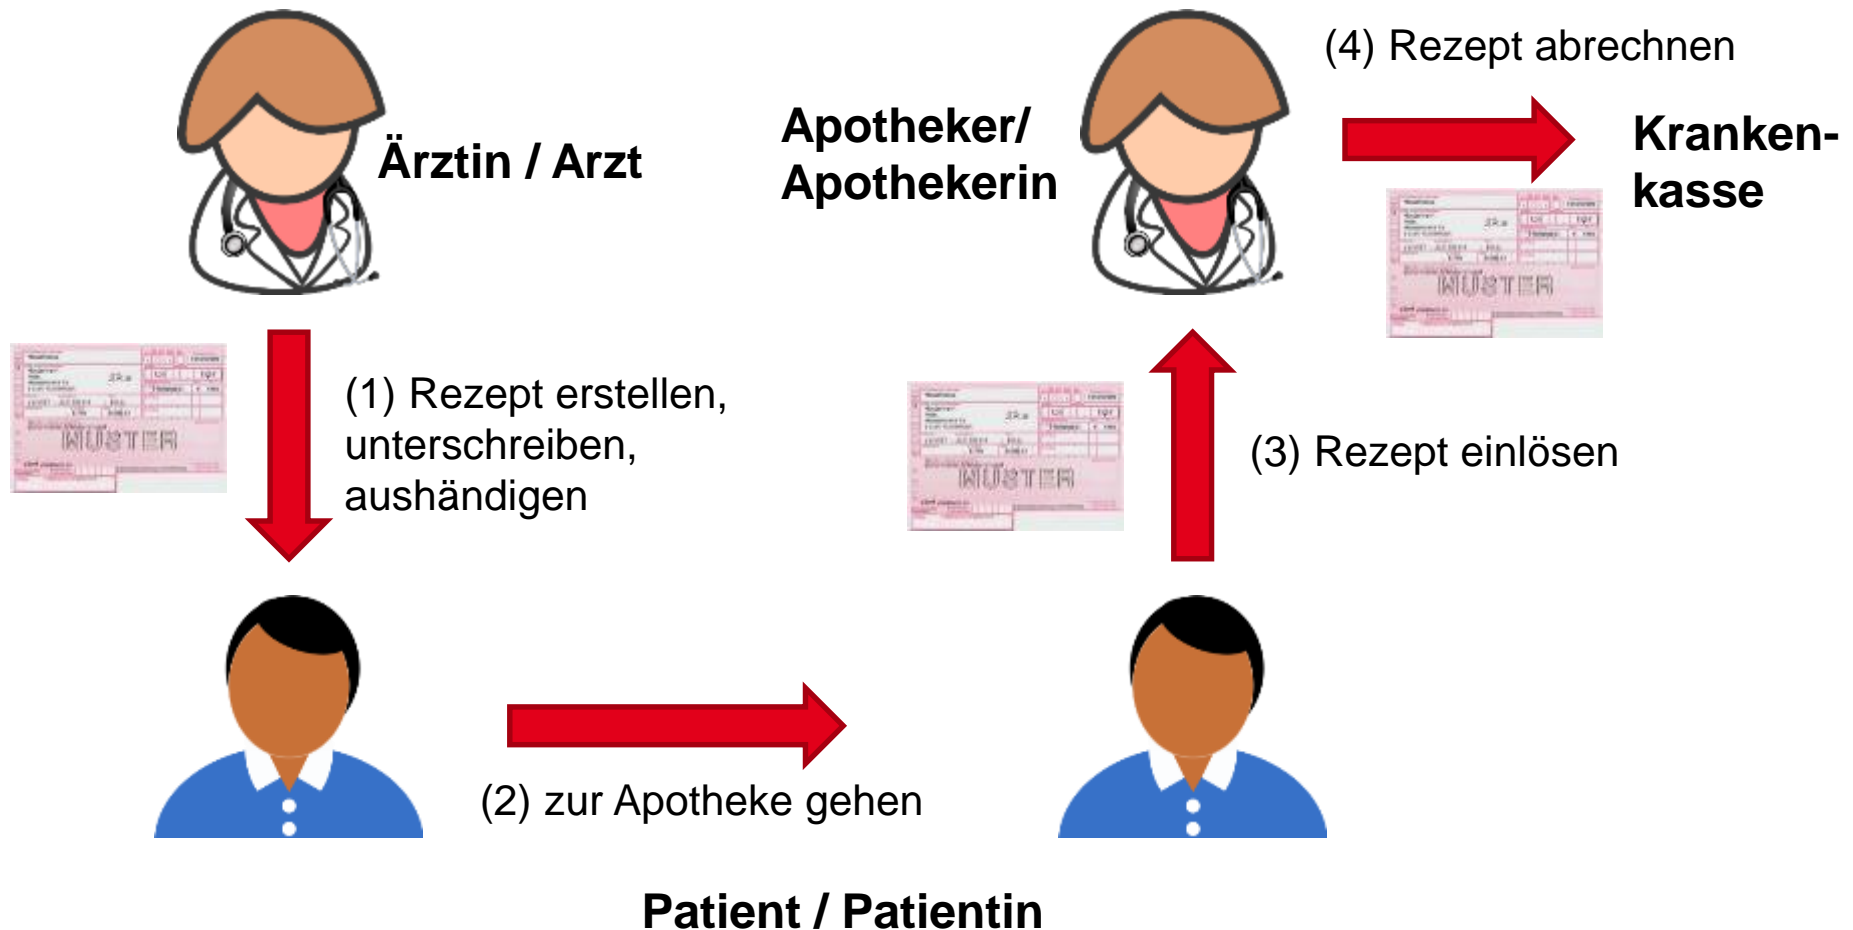 (4) Rezept abrechnen
Ärztin / Arzt
Apotheker/
Apothekerin
Kranken-
kasse
MUSTER
(1) Rezept erstellen,
unterschreiben,
aushändigen
MUSTER
MUSTER
(3) Rezept einlösen
(2) zur Apotheke gehen
Patient / Patientin